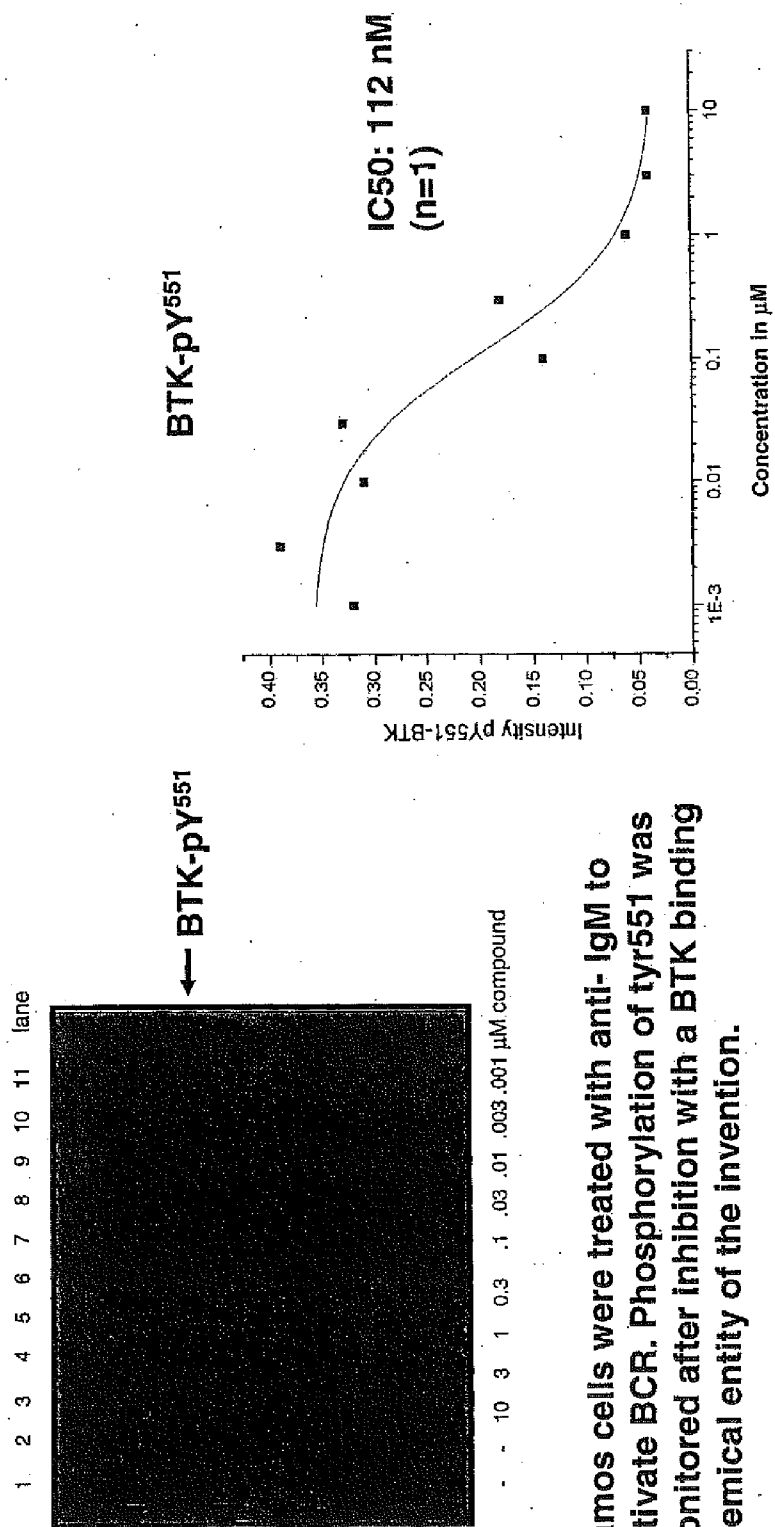 1 2 3 4 5 6 7 8 9 10 11 lane
← BTK-pY551
- - 10 3 1 0.3 .1 .03 .01 .003 .001 µM compound
mos cells were treated with anti- IgM to
tivate BCR. Phosphorylation of tyr551 was
onitored after inhibition with a BTK binding
emical entity of the invention.
BTK-pY551
IC50: 112 nM
(n=1)
Intensity pY551-BTK
0.40
0.35
0.30
0.25
0.20
0.15
0.10
0.05
0.00
1E-3 0.01 0.1 1 10
Concentration in µM